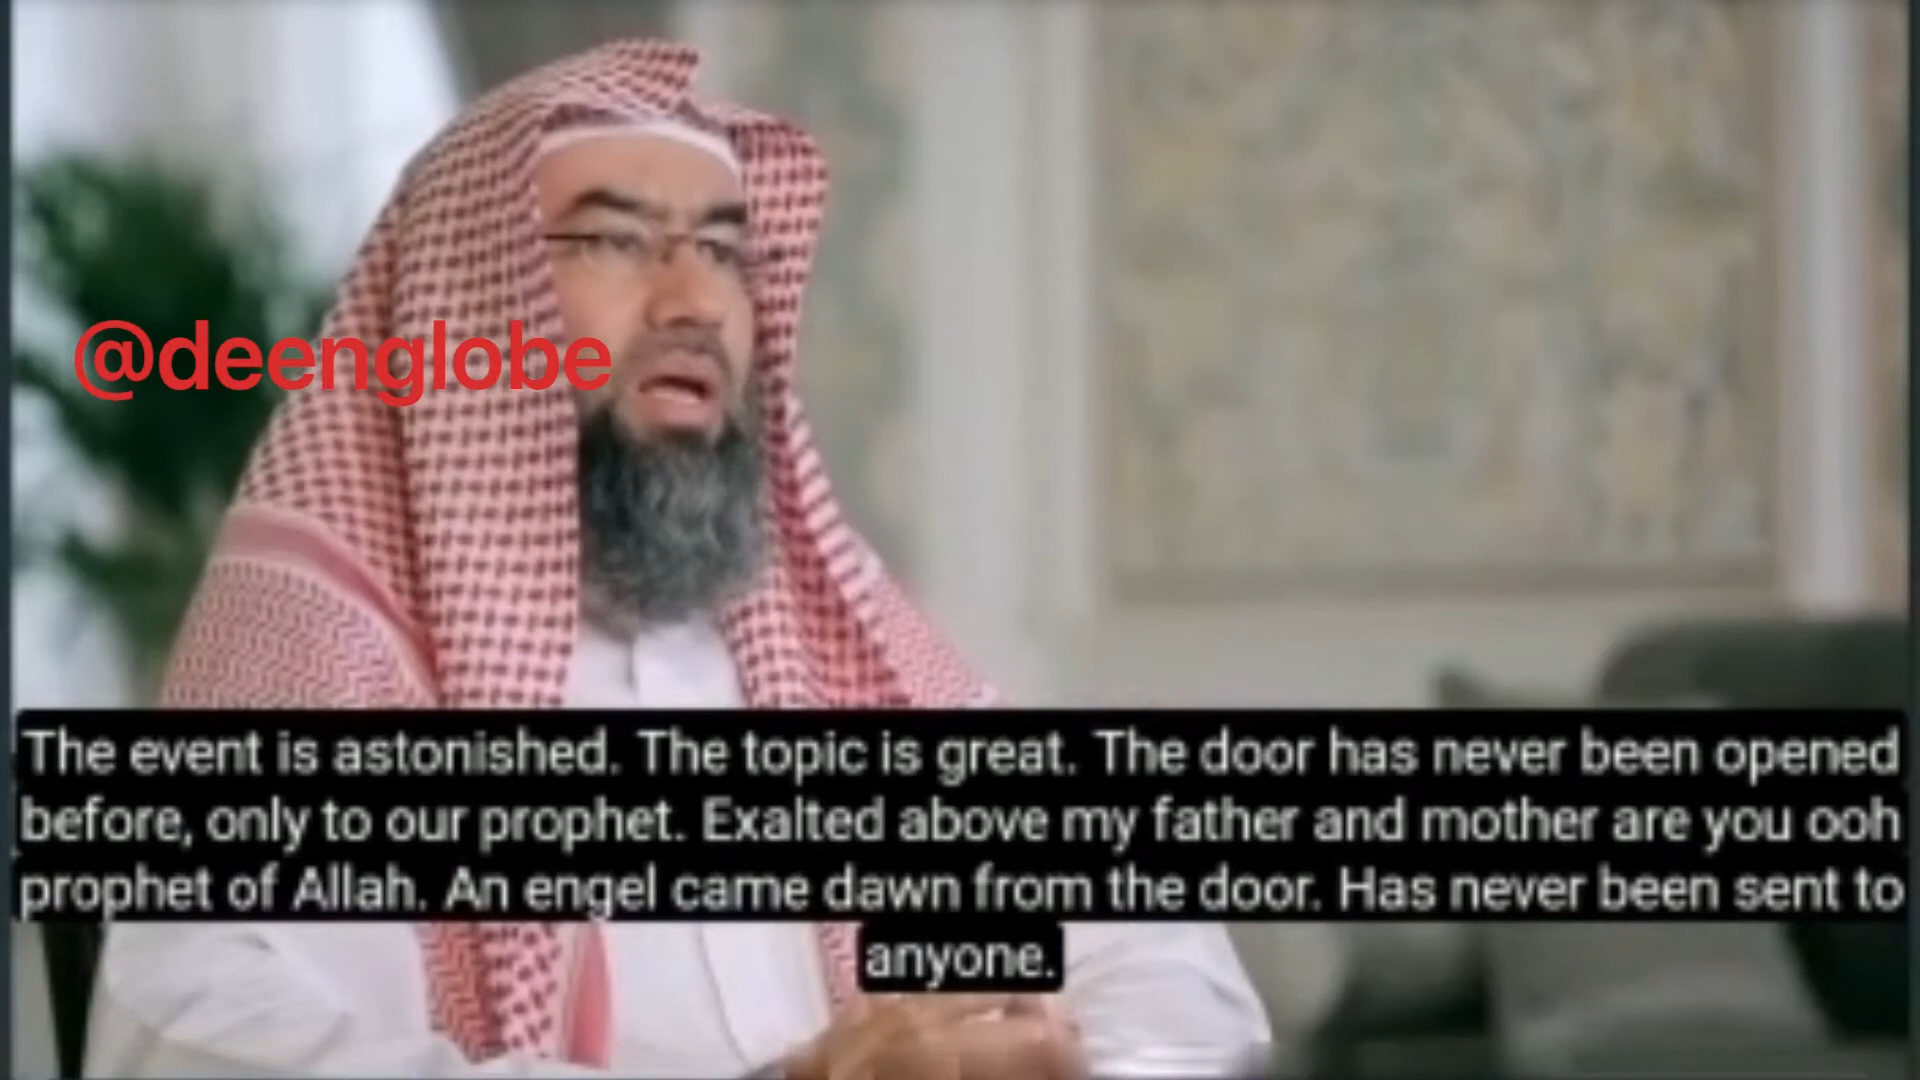 @deenglobe
The event is astonished. The topic is great. The door has never been opened
before, only to our prophet. Exalted above my father and mother are you ooh
prophet of Allah. An engel came dawn from the door. Has never been sent to
anyone.